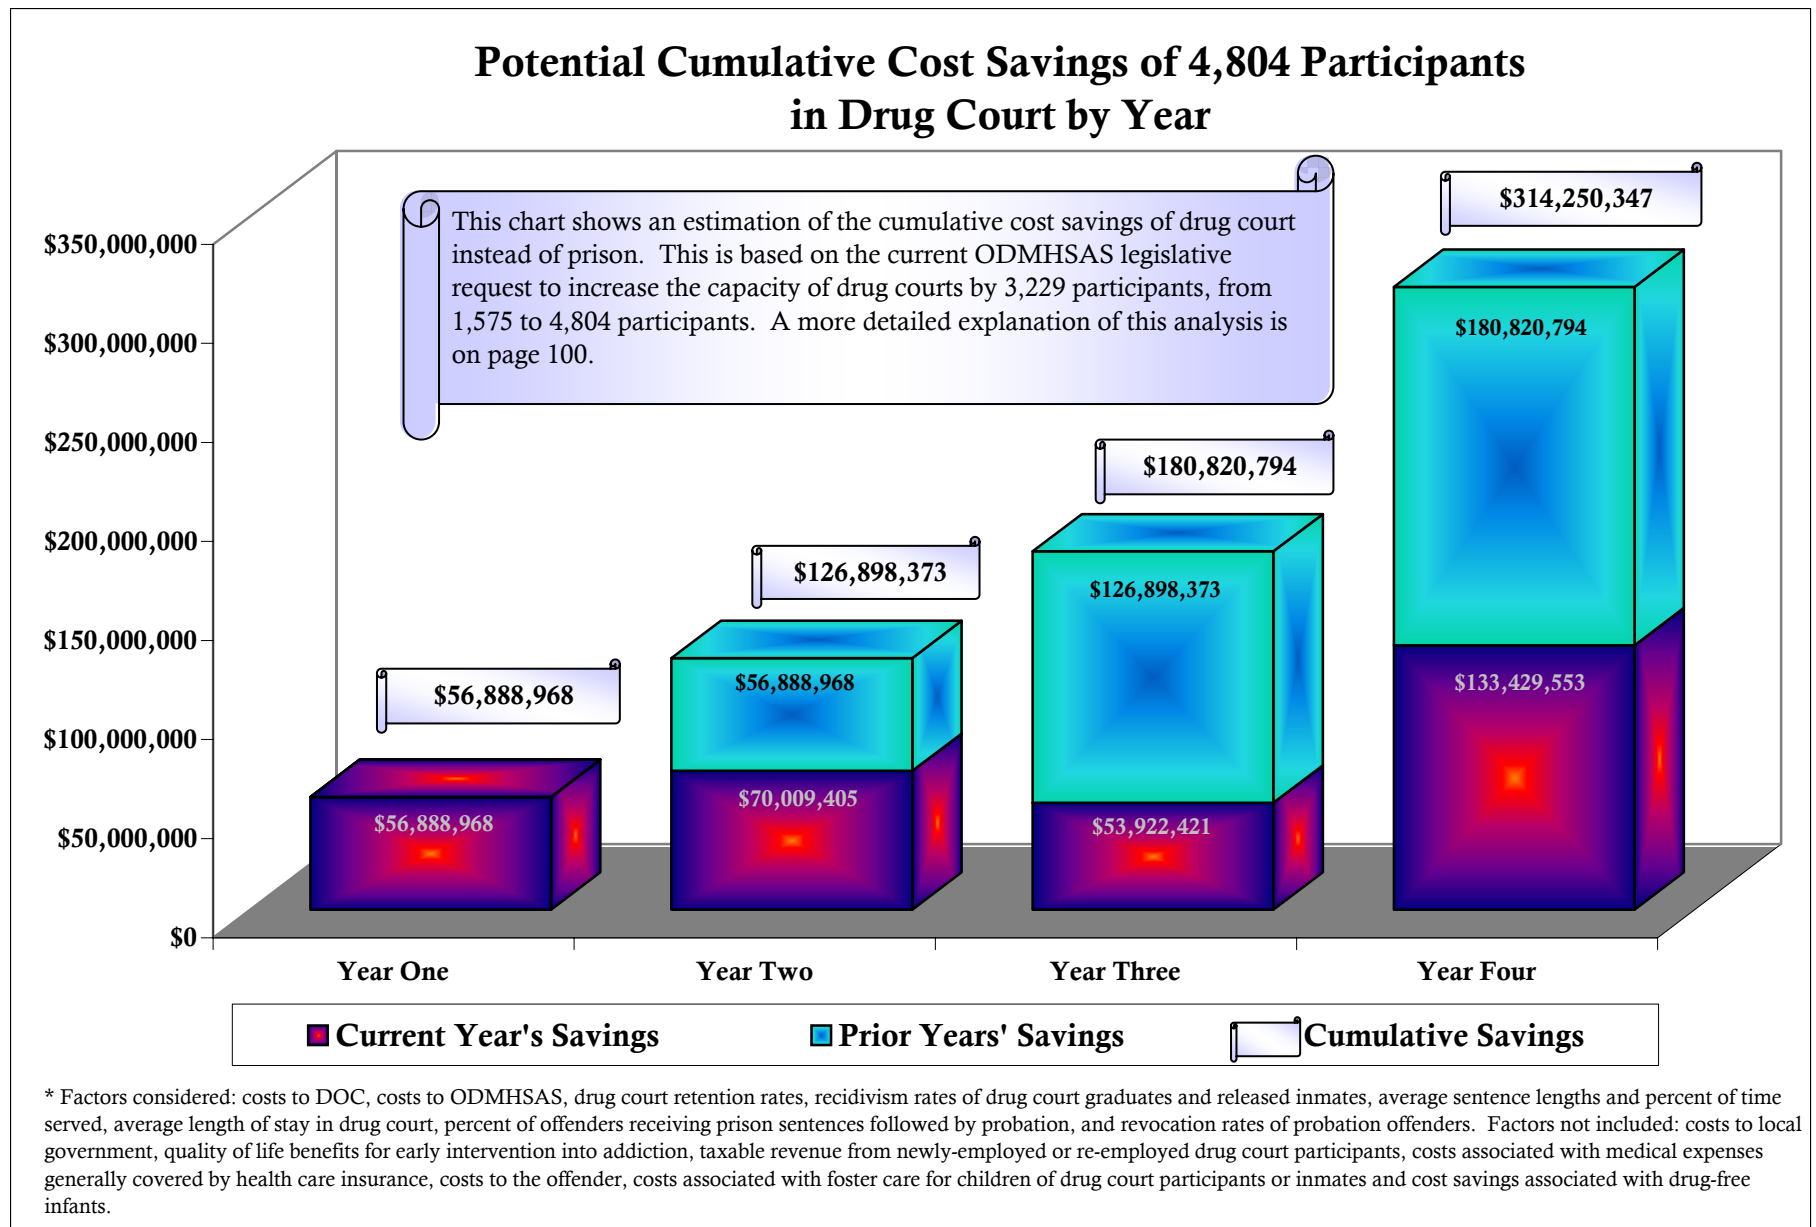 Potential Cumulative Cost Savings of 4,804 Participants
in Drug Court by Year
This chart shows an estimation of the cumulative cost savings of drug court
instead of prison.  This is based on the current ODMHSAS legislative
request to increase the capacity of drug courts by 3,229 participants, from
1,575 to 4,804 participants.  A more detailed explanation of this analysis is
on page 100.
$350,000,000
$300,000,000
$250,000,000
$200,000,000
$150,000,000
$100,000,000
$50,000,000
$0
$56,888,968
$56,888,968
$126,898,373
$56,888,968
$70,009,405
$180,820,794
$126,898,373
$53,922,421
$314,250,347
$180,820,794
$133,429,553
Year One
Year Two
Year Three
Year Four
Current Year's Savings
Prior Years' Savings
Cumulative Savings
* Factors considered: costs to DOC, costs to ODMHSAS, drug court retention rates, recidivism rates of drug court graduates and released inmates, average sentence lengths and percent of time
served, average length of stay in drug court, percent of offenders receiving prison sentences followed by probation, and revocation rates of probation offenders.  Factors not included: costs to local
government, quality of life benefits for early intervention into addiction, taxable revenue from newly-employed or re-employed drug court participants, costs associated with medical expenses
generally covered by health care insurance, costs to the offender, costs associated with foster care for children of drug court participants or inmates and cost savings associated with drug-free
infants.